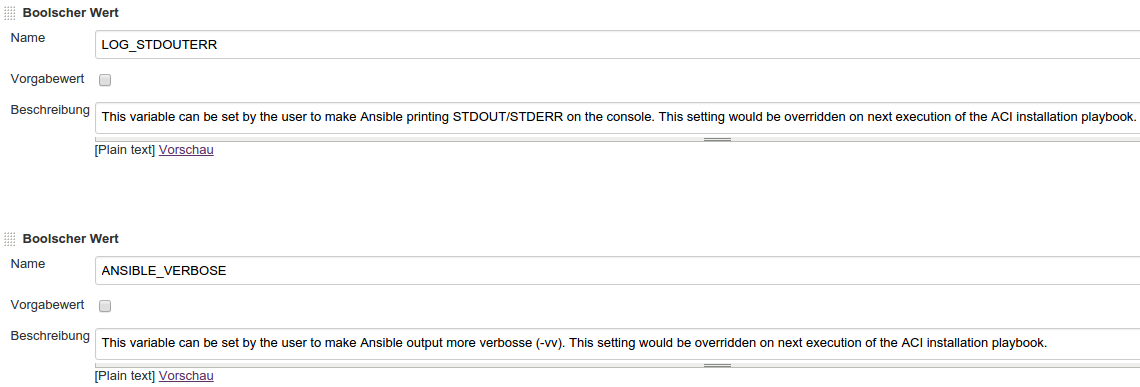 Boolscher Wert
Name
LOG_STDOUTERR
Vorgabewert
Beschreibung
This variable can be set by the user to make Ansible printing STDOUT/STDERR on the console. This setting would be overridden on next execution of the ACI installation playbook.
[Plain text] Vorschau
Boolscher Wert
Name
ANSIBLE_VERBOSE
Vorgabewert
Beschreibung
This variable can be set by the user to make Ansible output more verbosse (-vv). This setting would be overridden on next execution of the ACI installation playbook.
[Plain text] Vorschau